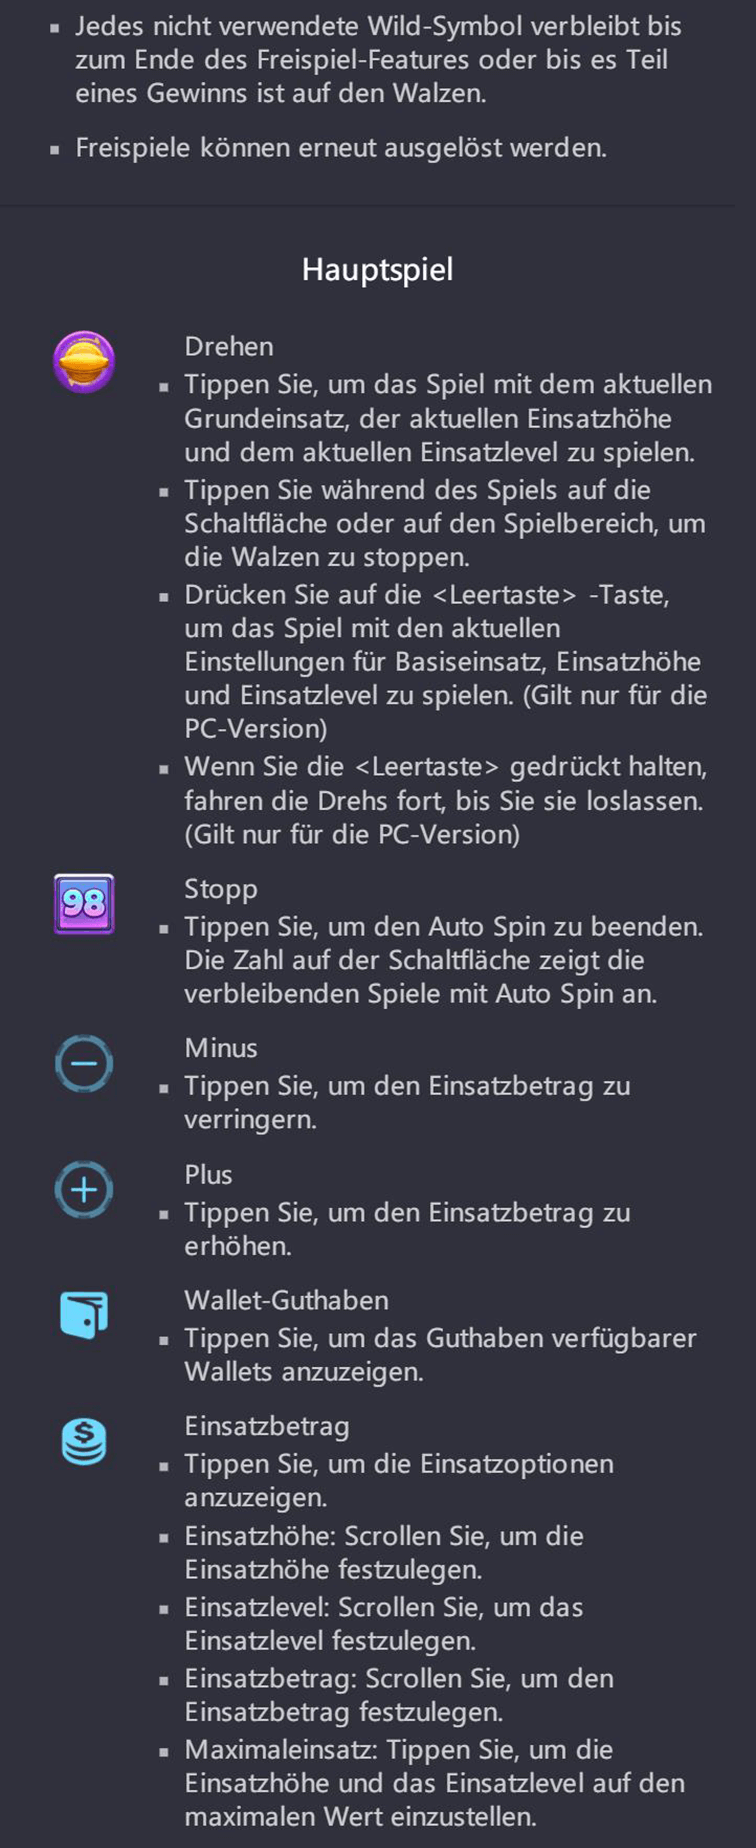 ▪ Jedes nicht verwendete Wild-Symbol verbleibt bis
zum Ende des Freispiel-Features oder bis es Teil
eines Gewinns ist auf den Walzen.
▪ Freispiele können erneut ausgelöst werden.
Hauptspiel
Drehen
▪ Tippen Sie, um das Spiel mit dem aktuellen
Grundeinsatz, der aktuellen Einsatzhöhe
und dem aktuellen Einsatzlevel zu spielen.
▪ Tippen Sie während des Spiels auf die
Schaltfläche oder auf den Spielbereich, um
die Walzen zu stoppen.
▪ Drücken Sie auf die <Leertaste> -Taste,
um das Spiel mit den aktuellen
Einstellungen für Basiseinsatz, Einsatzhöhe
und Einsatzlevel zu spielen. (Gilt nur für die
PC-Version)
▪ Wenn Sie die <Leertaste> gedrückt halten,
fahren die Drehs fort, bis Sie sie loslassen.
(Gilt nur für die PC-Version)
98
Stopp
▪ Tippen Sie, um den Auto Spin zu beenden.
Die Zahl auf der Schaltfläche zeigt die
verbleibenden Spiele mit Auto Spin an.
Minus
▪ Tippen Sie, um den Einsatzbetrag zu
verringern.
Plus
▪ Tippen Sie, um den Einsatzbetrag zu
erhöhen.
Wallet-Guthaben
▪ Tippen Sie, um das Guthaben verfügbarer
Wallets anzuzeigen.
$
Einsatzbetrag
▪ Tippen Sie, um die Einsatzoptionen
anzuzeigen.
▪ Einsatzhöhe: Scrollen Sie, um die
Einsatzhöhe festzulegen.
▪ Einsatzlevel: Scrollen Sie, um das
Einsatzlevel festzulegen.
▪ Einsatzbetrag: Scrollen Sie, um den
Einsatzbetrag festzulegen.
▪ Maximaleinsatz: Tippen Sie, um die
Einsatzhöhe und das Einsatzlevel auf den
maximalen Wert einzustellen.